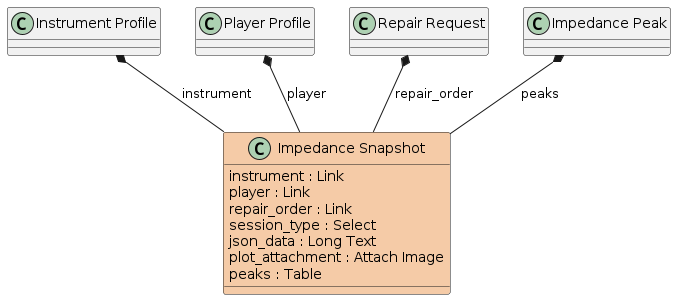 C Instrument Profile
C Player Profile
C Repair Request
C Impedance Peak
instrument
player
repair_order
peaks
C Impedance Snapshot
instrument : Link
player : Link
repair_order : Link
session_type : Select
json_data : Long Text
plot_attachment : Attach Image
peaks : Table